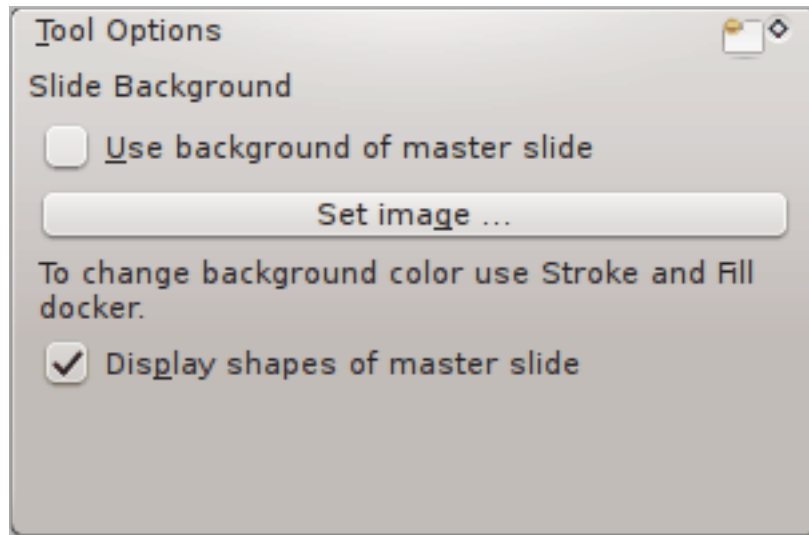 Tool Options
Slide Background
Use background of master slide
Set image ...
To change background color use Stroke and Fill
docker.
Display shapes of master slide